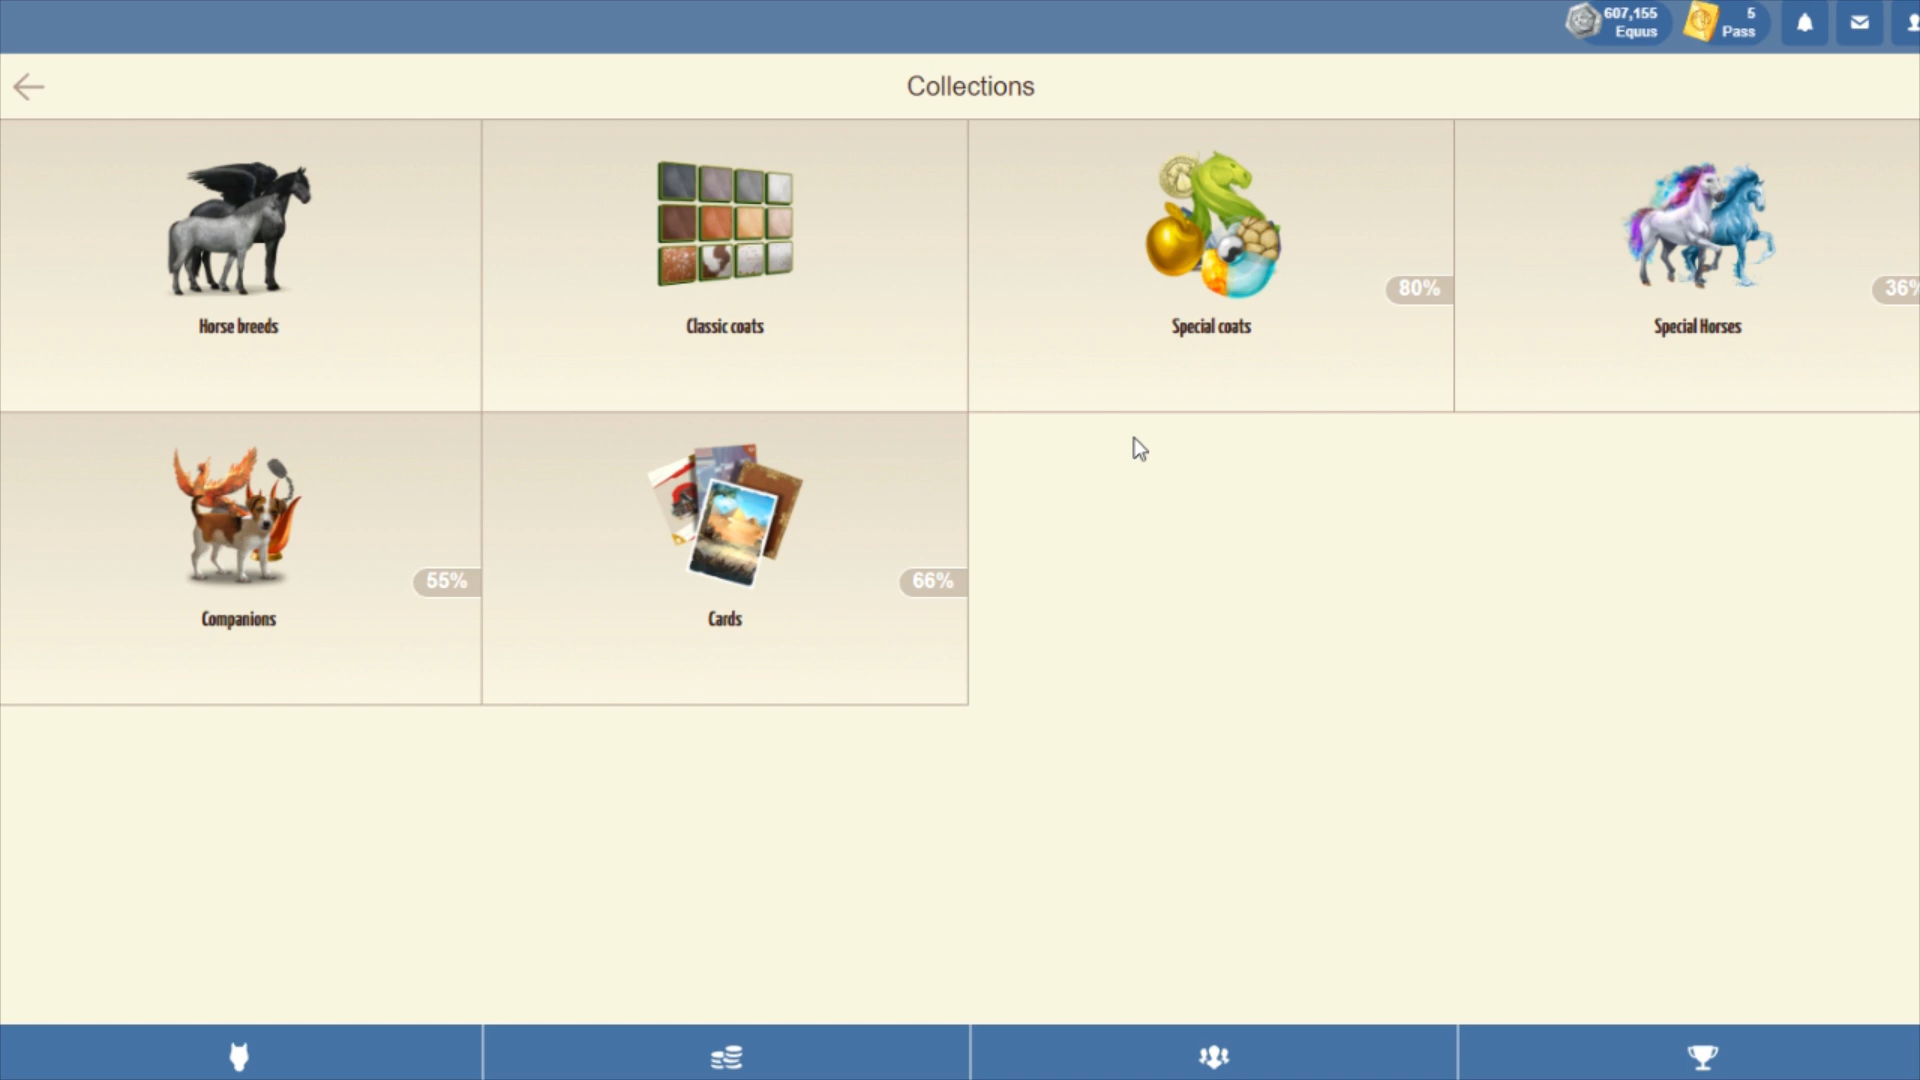 607,155
Equus
5
Pass
Collections
Horse breeds
Classic coats
80%
Special coats
36%
Special Horses
55%
Companions
66%
Cards